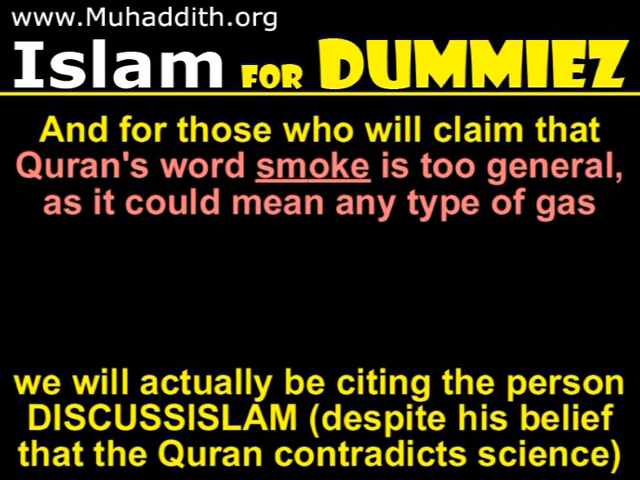 www.Muhaddith.org
Islam FOR DUMMIEZ
And for those who will claim that
Quran's word smoke is too general,
as it could mean any type of gas
we will actually be citing the person
DISCUSSISLAM (despite his belief
that the Quran contradicts science)